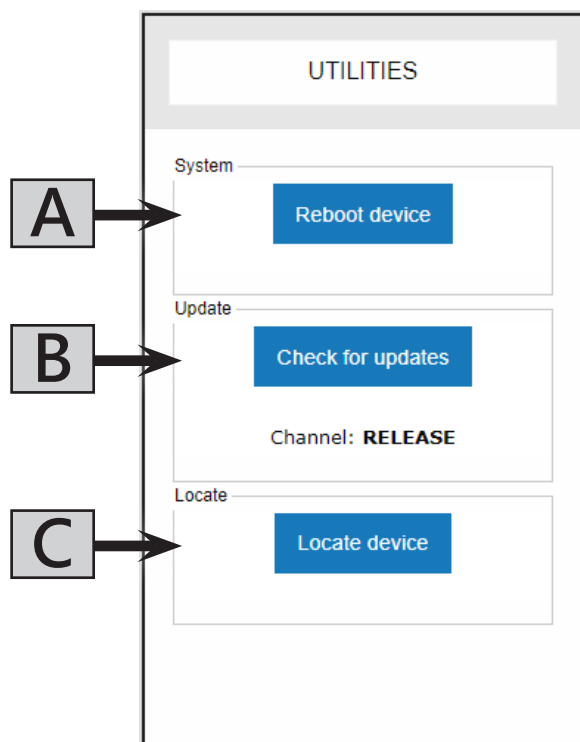 UTILITIES
System
A
Reboot device
Update
B
Check for updates
Channel: RELEASE
Locate
C
Locate device